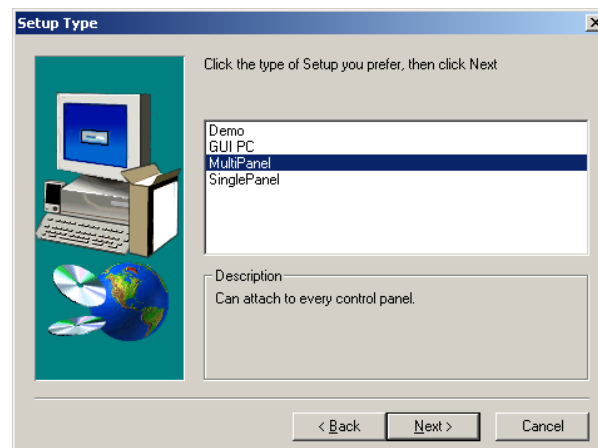 Setup Type
Click the type of Setup you prefer, then click Next
Demo
GUI PC
MultiPanel
SinglePanel
Description
Can attach to every control panel.
< Back
Next >
Cancel